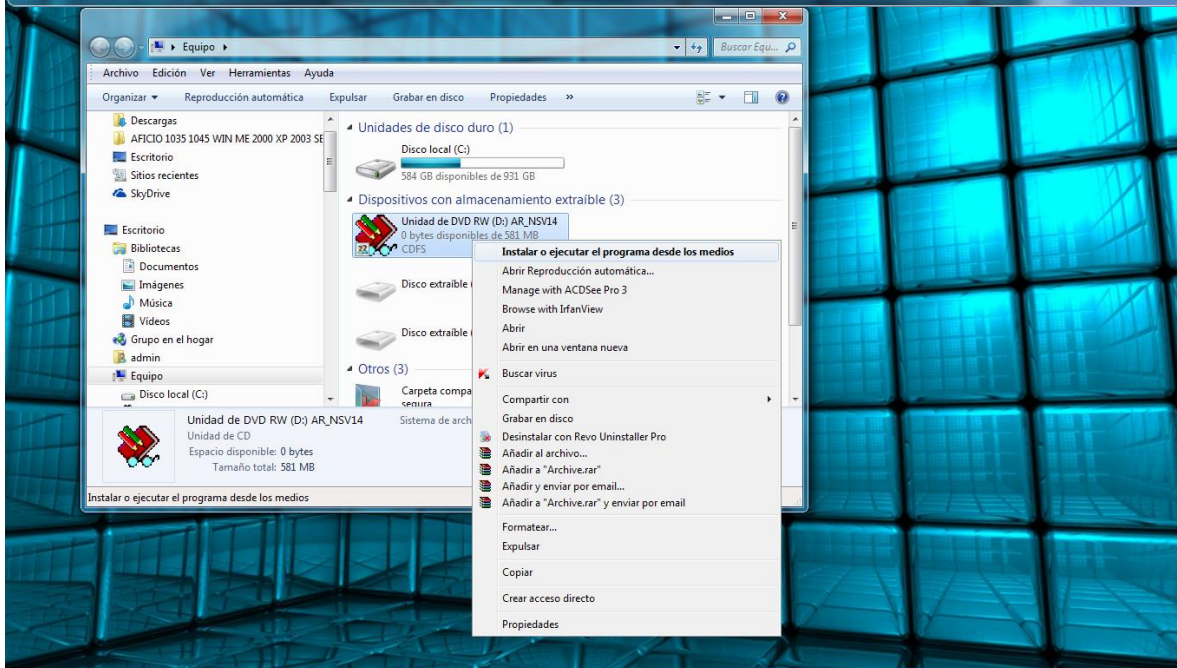 Equipo
Buscar Equ...
Archivo Edición Ver Herramientas Ayuda
Organizar Reproducción automática Expulsar Grabar en disco Propiedades »
Descargas
AFICIO 1035 1045 WIN ME 2000 XP 2003 SE
Escritorio
Sitios recientes
SkyDrive
Escritorio
Bibliotecas
Documentos
Imágenes
Música
Vídeos
Grupo en el hogar
admin
Equipo
Disco local (C:)
Unidades de disco duro (1)
Disco local (C:)
584 GB disponibles de 931 GB
Dispositivos con almacenamiento extraíble (3)
Unidad de DVD RW (D:) AR_NSV14
0 bytes disponibles de 581 MB
CDFS
Disco extraíble
Disco extraíble
Otros (3)
Carpeta compa
segura
Instalar o ejecutar el programa desde los medios
Abrir Reproducción automática...
Manage with ACDSee Pro 3
Browse with IrfanView
Abrir
Abrir en una ventana nueva
Buscar virus
Compartir con
Grabar en disco
Desinstalar con Revo Uninstaller Pro
Añadir al archivo...
Añadir a "Archive.rar"
Añadir y enviar por email...
Añadir a "Archive.rar" y enviar por email
Formatear...
Expulsar
Copiar
Crear acceso directo
Propiedades
Unidad de DVD RW (D:) AR_NSV14 Sistema de arch
Unidad de CD
Espacio disponible: 0 bytes
Tamaño total: 581 MB
Instalar o ejecutar el programa desde los medios